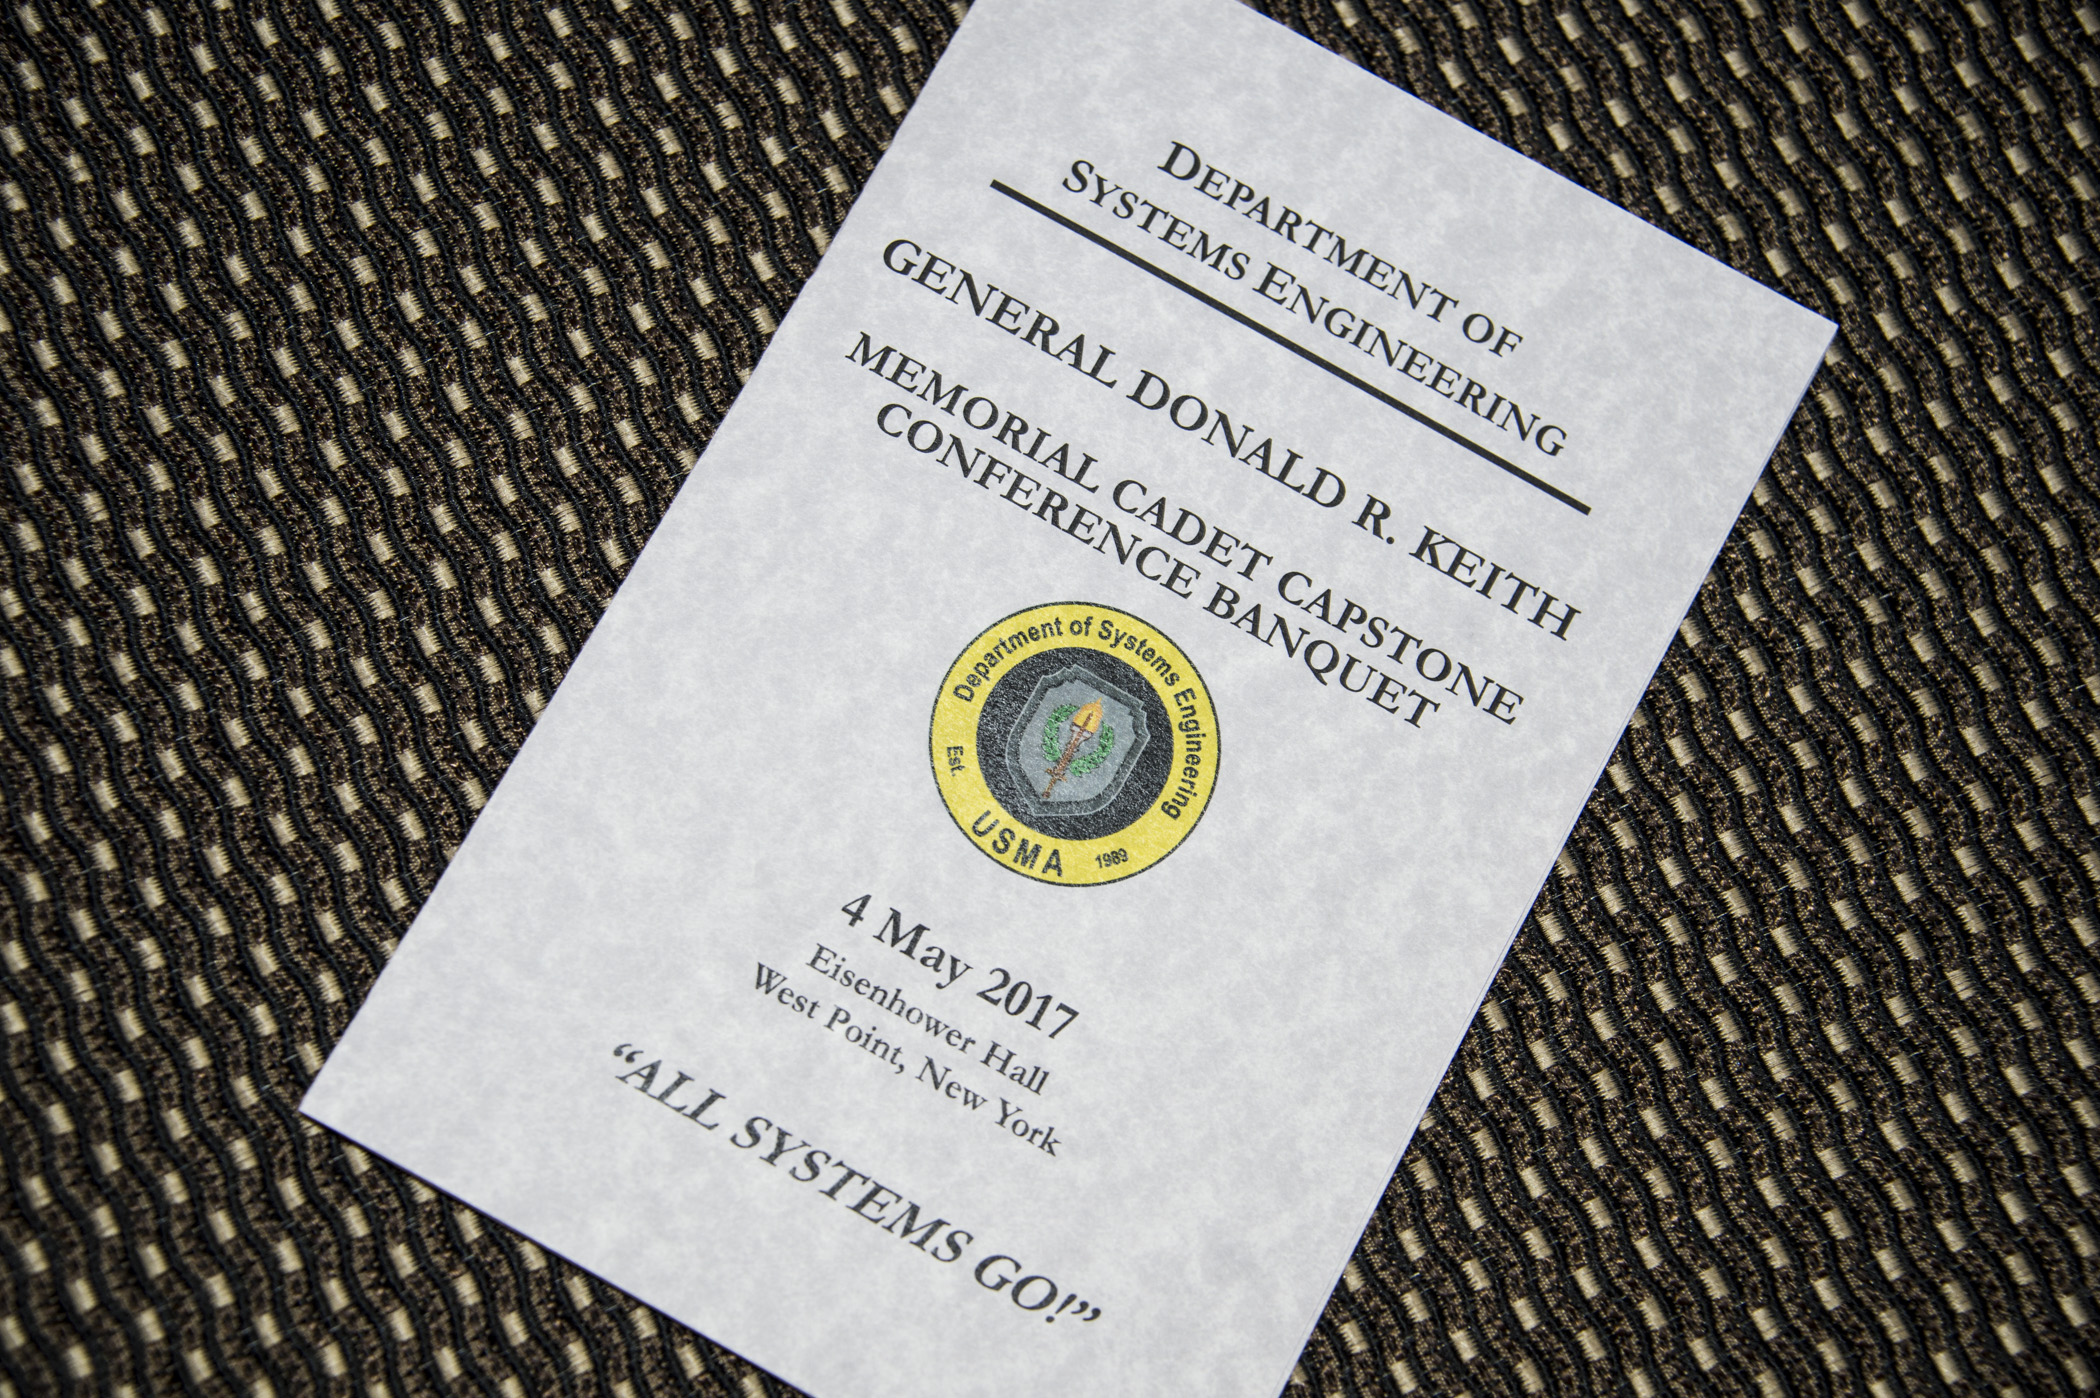 DEPARTMENT OF
SYSTEMS ENGINEERING
GENERAL DONALD R. KEITH
MEMORIAL CADET CAPSTONE
CONFERENCE BANQUET
Department of Systems Engineering
Est.
USMA
1989
4 May 2017
Eisenhower Hall
West Point, New York
“ALL SYSTEMS GO!”